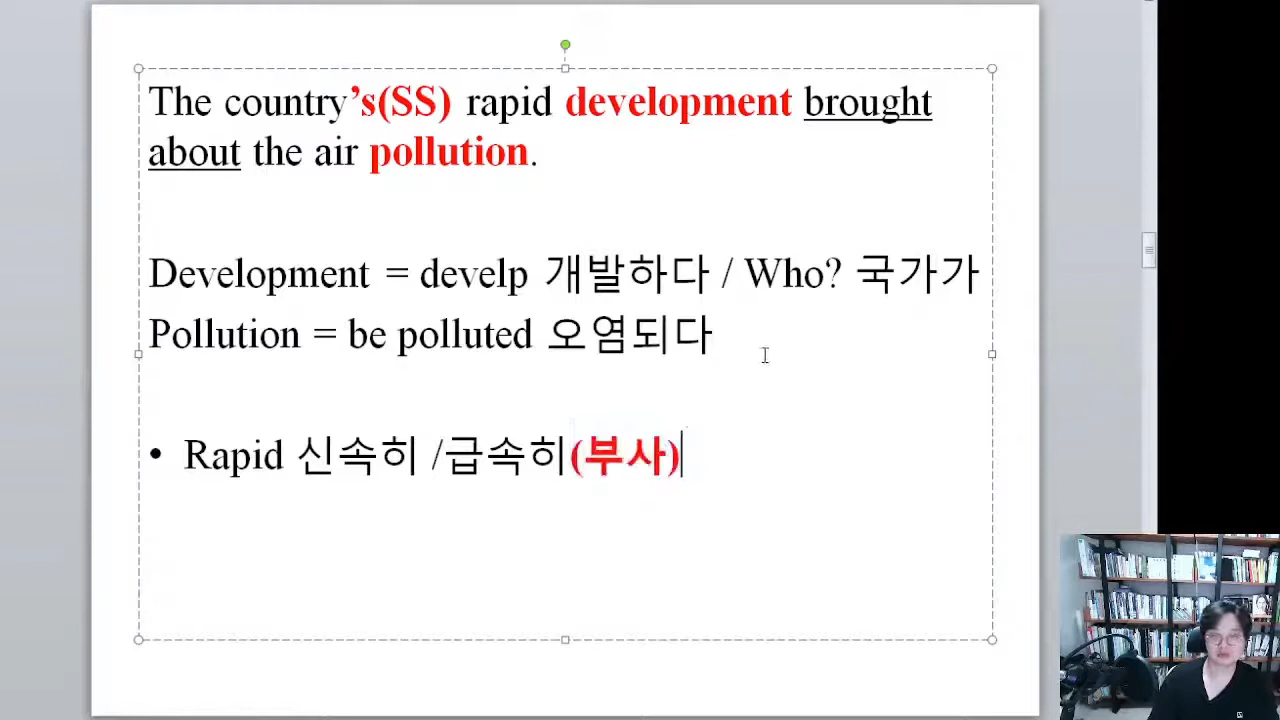 The country’s(SS) rapid development brought
about the air pollution.
Development = develp 개발하다 / Who? 국가가
Pollution = be polluted 오염되다
• Rapid 신속히 /급속히(부사)